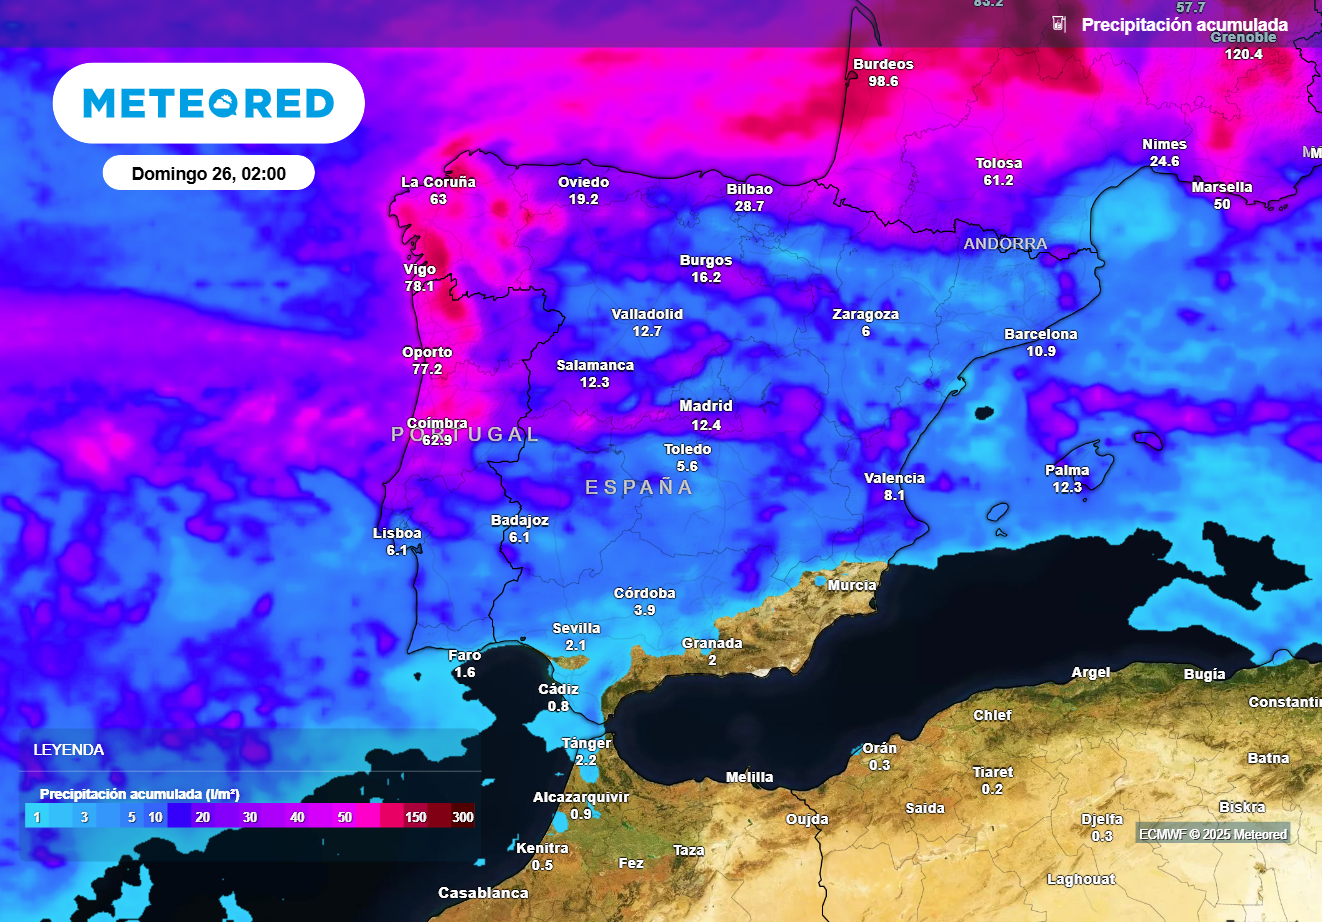 83.2
57.7
Precipitación acumulada
Grenoble
120.4
Burdeos
98.6
METEORED
Domingo 26, 02:00
Nimes
24.6
Tolosa
61.2
Marsella
50
La Coruña
63
Oviedo
19.2
Bilbao
28.7
ANDORRA
Vigo
78.1
Burgos
16.2
Valladolid
12.7
Zaragoza
6
Barcelona
10.9
Oporto
77.2
Salamanca
12.3
Madrid
12.4
Coímbra
62.9
PORTUGAL
Toledo
5.6
ESPAÑA
Valencia
8.1
Palma
12.3
Lisboa
6.1
Badajoz
6.1
Córdoba
3.9
Murcia
Sevilla
2.1
Granada
2
Faro
1.6
Cádiz
0.8
Argel
Bugía
Constantin
Chlef
Tánger
2.2
Orán
0.3
Batna
Melilla
Tiaret
0.2
Alcazarquivir
0.9
Saida
Biskra
Oujda
Djelfa
0.3
ECMWF © 2025 Meteored
Kenitra
0.5
Fez
Taza
Laghouat
Casablanca
LEYENDA
Precipitación acumulada (l/m²)
1 3 5 10 20 30 40 50 150 300